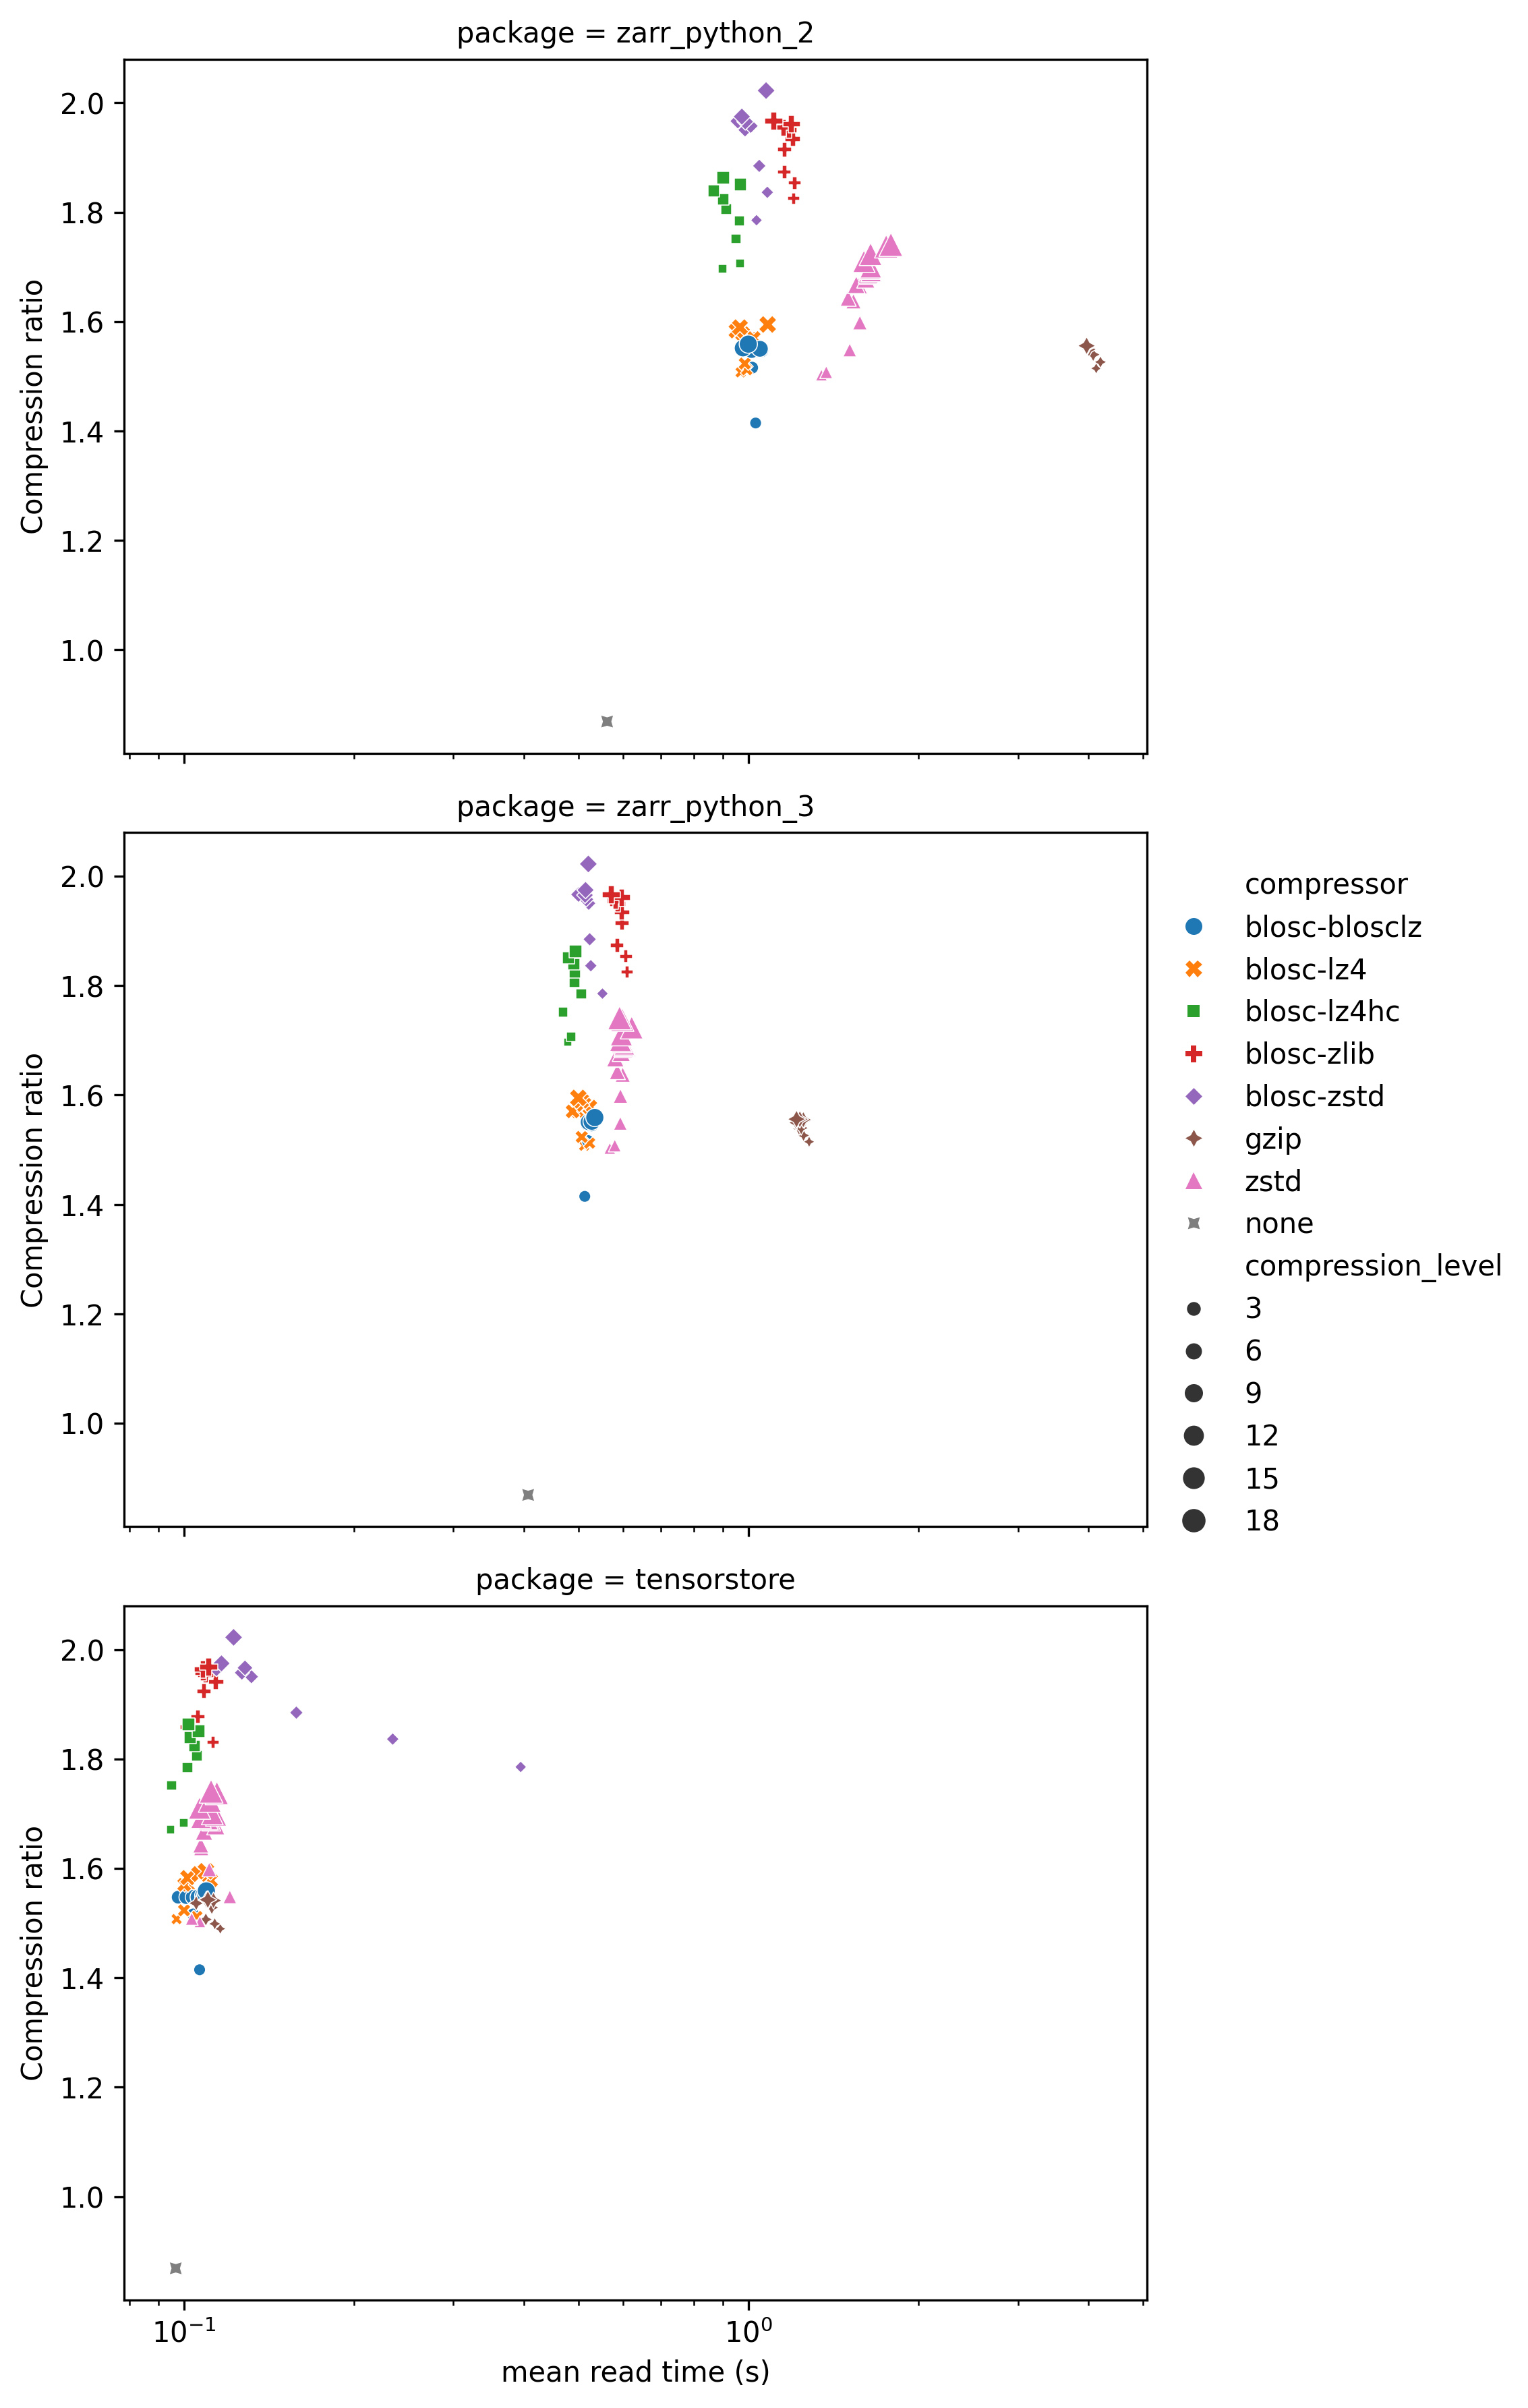 package = zarr_python_2
2.0
1.8
1.6
1.4
1.2
1.0
Compression ratio
package = zarr_python_3
2.0
1.8
1.6
1.4
1.2
1.0
Compression ratio
compressor
blosc-blosclz
blosc-lz4
blosc-lz4hc
blosc-zlib
blosc-zstd
gzip
zstd
none
compression_level
3
6
9
12
15
18
package = tensorstore
2.0
1.8
1.6
1.4
1.2
1.0
Compression ratio
10⁻¹ 10⁰
mean read time (s)